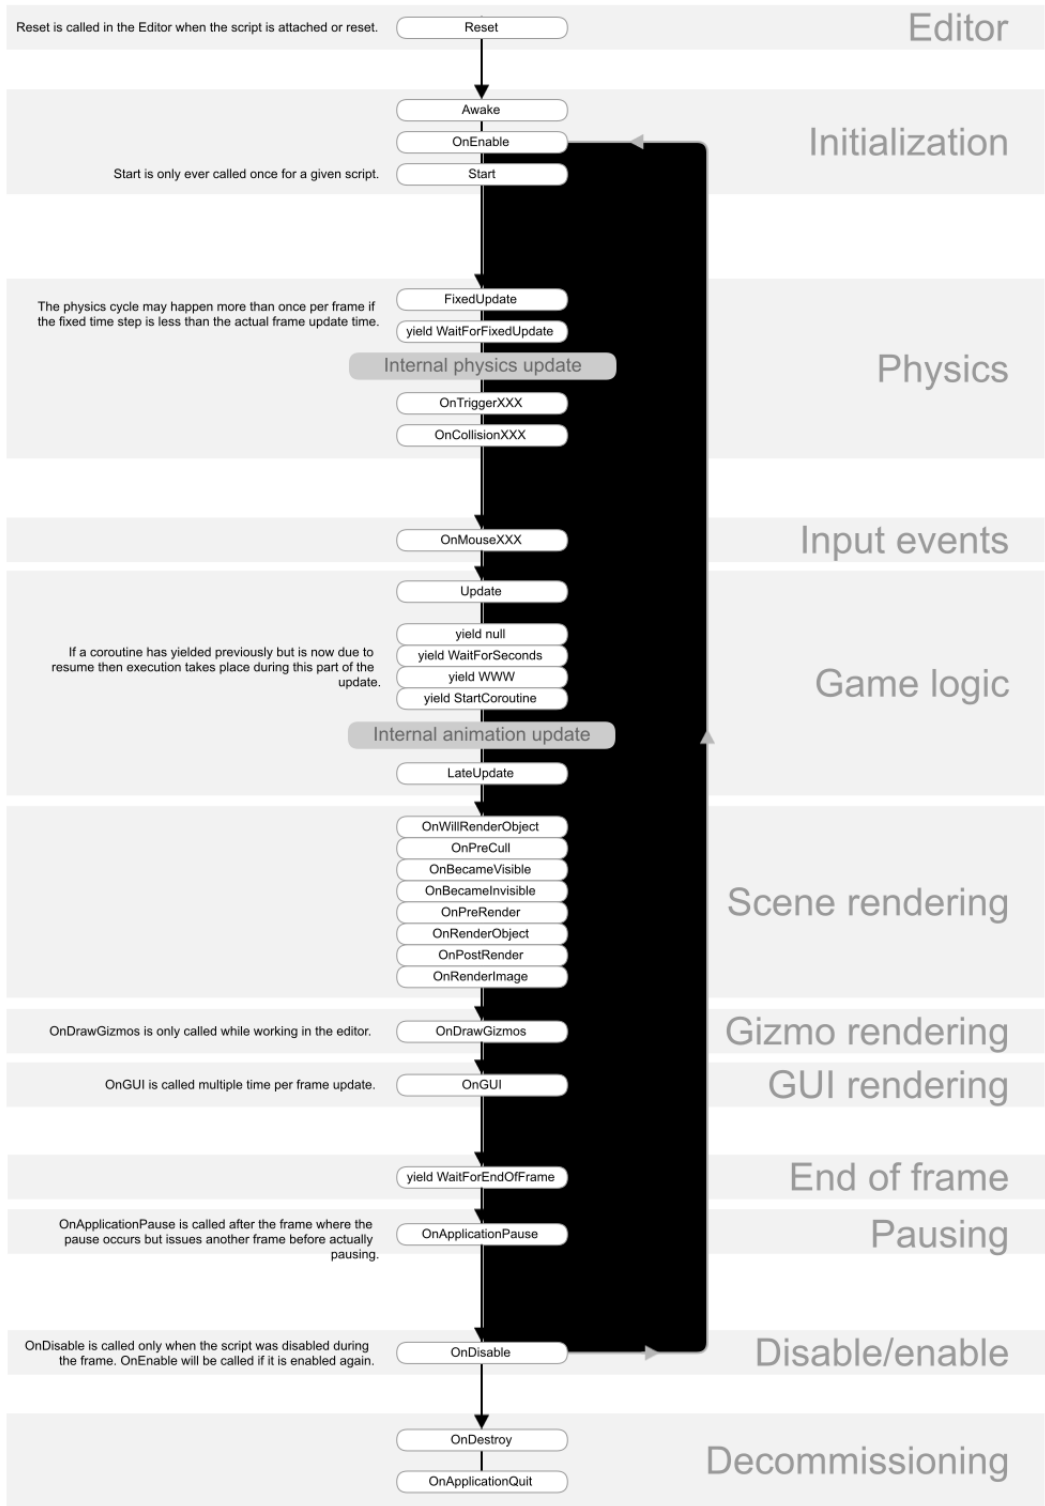 Reset is called in the Editor when the script is attached or reset.
Reset
Editor
Awake
OnEnable
Initialization
Start is only ever called once for a given script.
Start
The physics cycle may happen more than once per frame if
the fixed time step is less than the actual frame update time.
FixedUpdate
yield WaitForFixedUpdate
Internal physics update
Physics
OnTriggerXXX
OnCollisionXXX
OnMouseXXX
Input events
Update
If a coroutine has yielded previously but is now due to
resume then execution takes place during this part of the
update.
yield null
yield WaitForSeconds
yield WWW
yield StartCoroutine
Game logic
Internal animation update
LateUpdate
OnWillRenderObject
OnPreCull
OnBecameVisible
OnBecameInvisible
OnPreRender
OnRenderObject
OnPostRender
OnRenderImage
Scene rendering
OnDrawGizmos is only called while working in the editor.
OnDrawGizmos
Gizmo rendering
OnGUI is called multiple time per frame update.
OnGUI
GUI rendering
yield WaitForEndOfFrame
End of frame
OnApplicationPause is called after the frame where the
pause occurs but issues another frame before actually
pausing.
OnApplicationPause
Pausing
OnDisable is called only when the script was disabled during
the frame. OnEnable will be called if it is enabled again.
OnDisable
Disable/enable
OnDestroy
OnApplicationQuit
Decommissioning